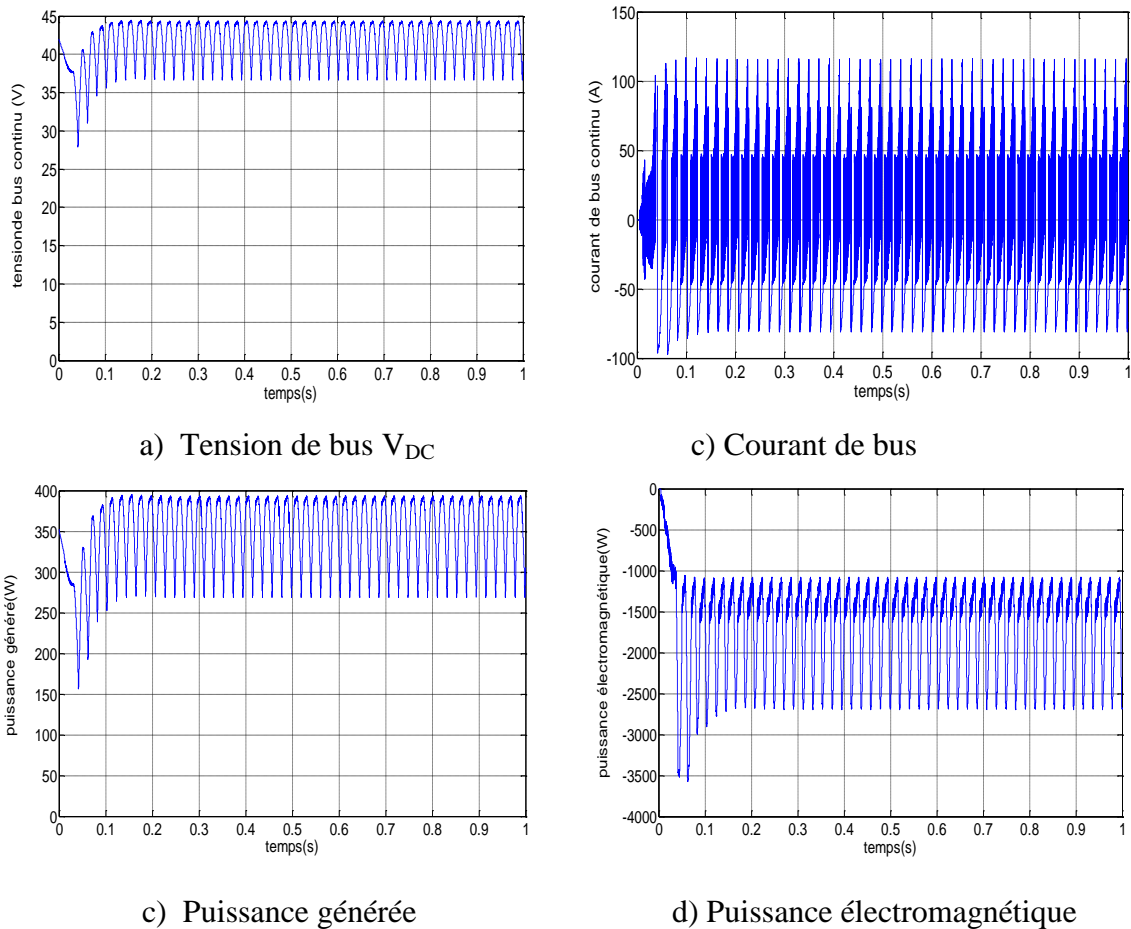 45
40
35
30
25
20
15
10
5
0
0 0.1 0.2 0.3 0.4 0.5 0.6 0.7 0.8 0.9 1
temps(s)
tensionde bus continu (V)
150
100
50
0
-50
-100
0 0.1 0.2 0.3 0.4 0.5 0.6 0.7 0.8 0.9 1
temps(s)
courant de bus continu (A)
a) Tension de bus VDC
c) Courant de bus
400
350
300
250
200
150
100
50
0
0 0.1 0.2 0.3 0.4 0.5 0.6 0.7 0.8 0.9 1
temps(s)
puissance généré(W)
0
-500
-1000
-1500
-2000
-2500
-3000
-3500
-4000
0 0.1 0.2 0.3 0.4 0.5 0.6 0.7 0.8 0.9 1
temps(s)
puissance électromagnétique(W)
c) Puissance générée
d) Puissance électromagnétique